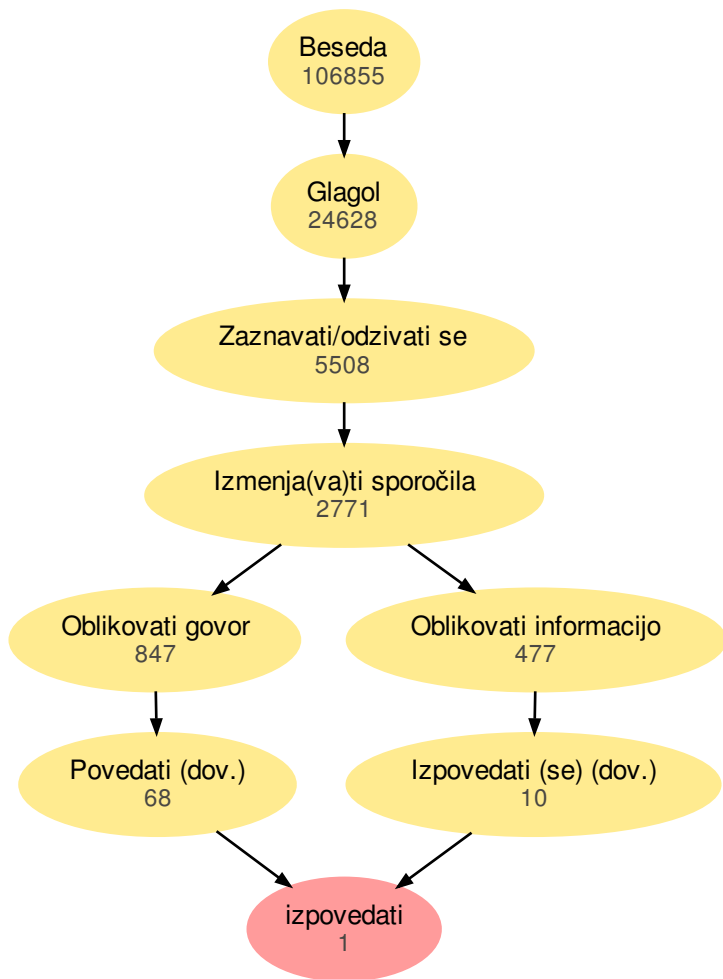 Beseda
106855
Glagol
24628
Zaznavati/odzivati se
5508
Izmenja(va)ti sporočila
2771
Oblikovati govor
847
Oblikovati informacijo
477
Povedati (dov.)
68
Izpovedati (se) (dov.)
10
izpovedati
1